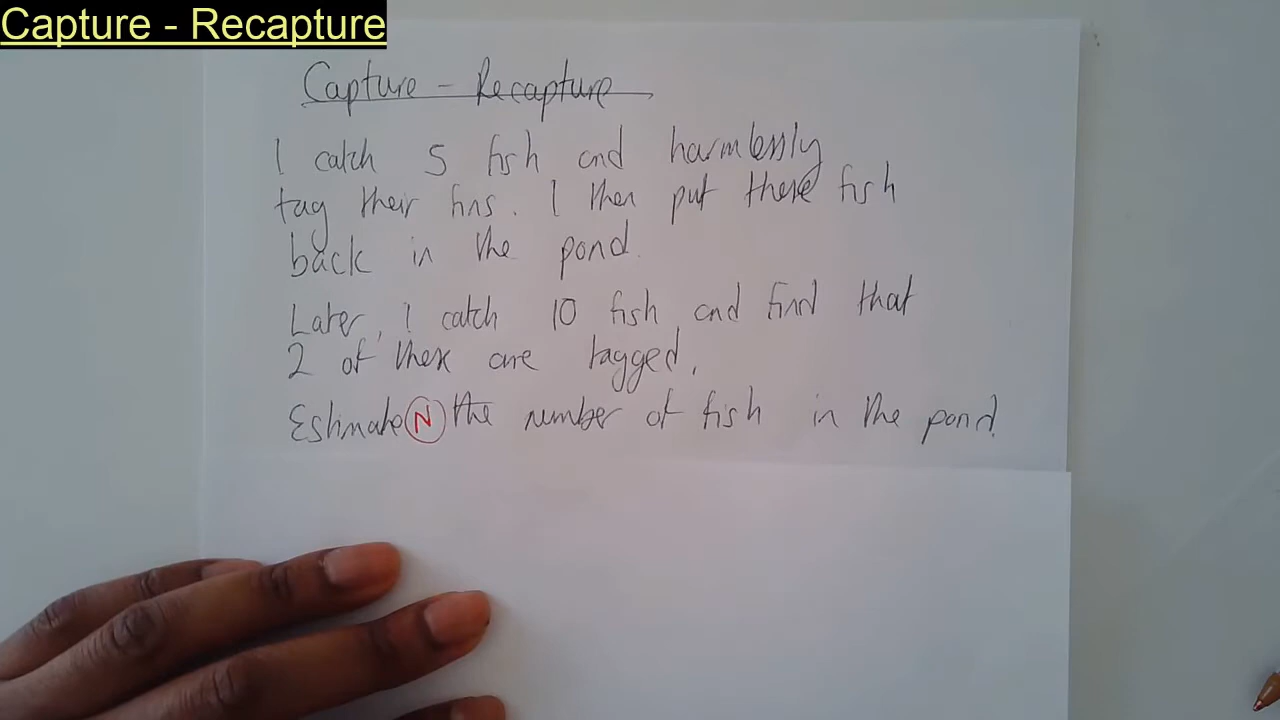 Capture - Recapture
Capture - Recapture
I catch 5 fish and harmlessly
tag their fins. I then put these fish
back in the pond.
Later, I catch 10 fish, and find that
2 of them are tagged.
Estimate N the number of fish in the pond.